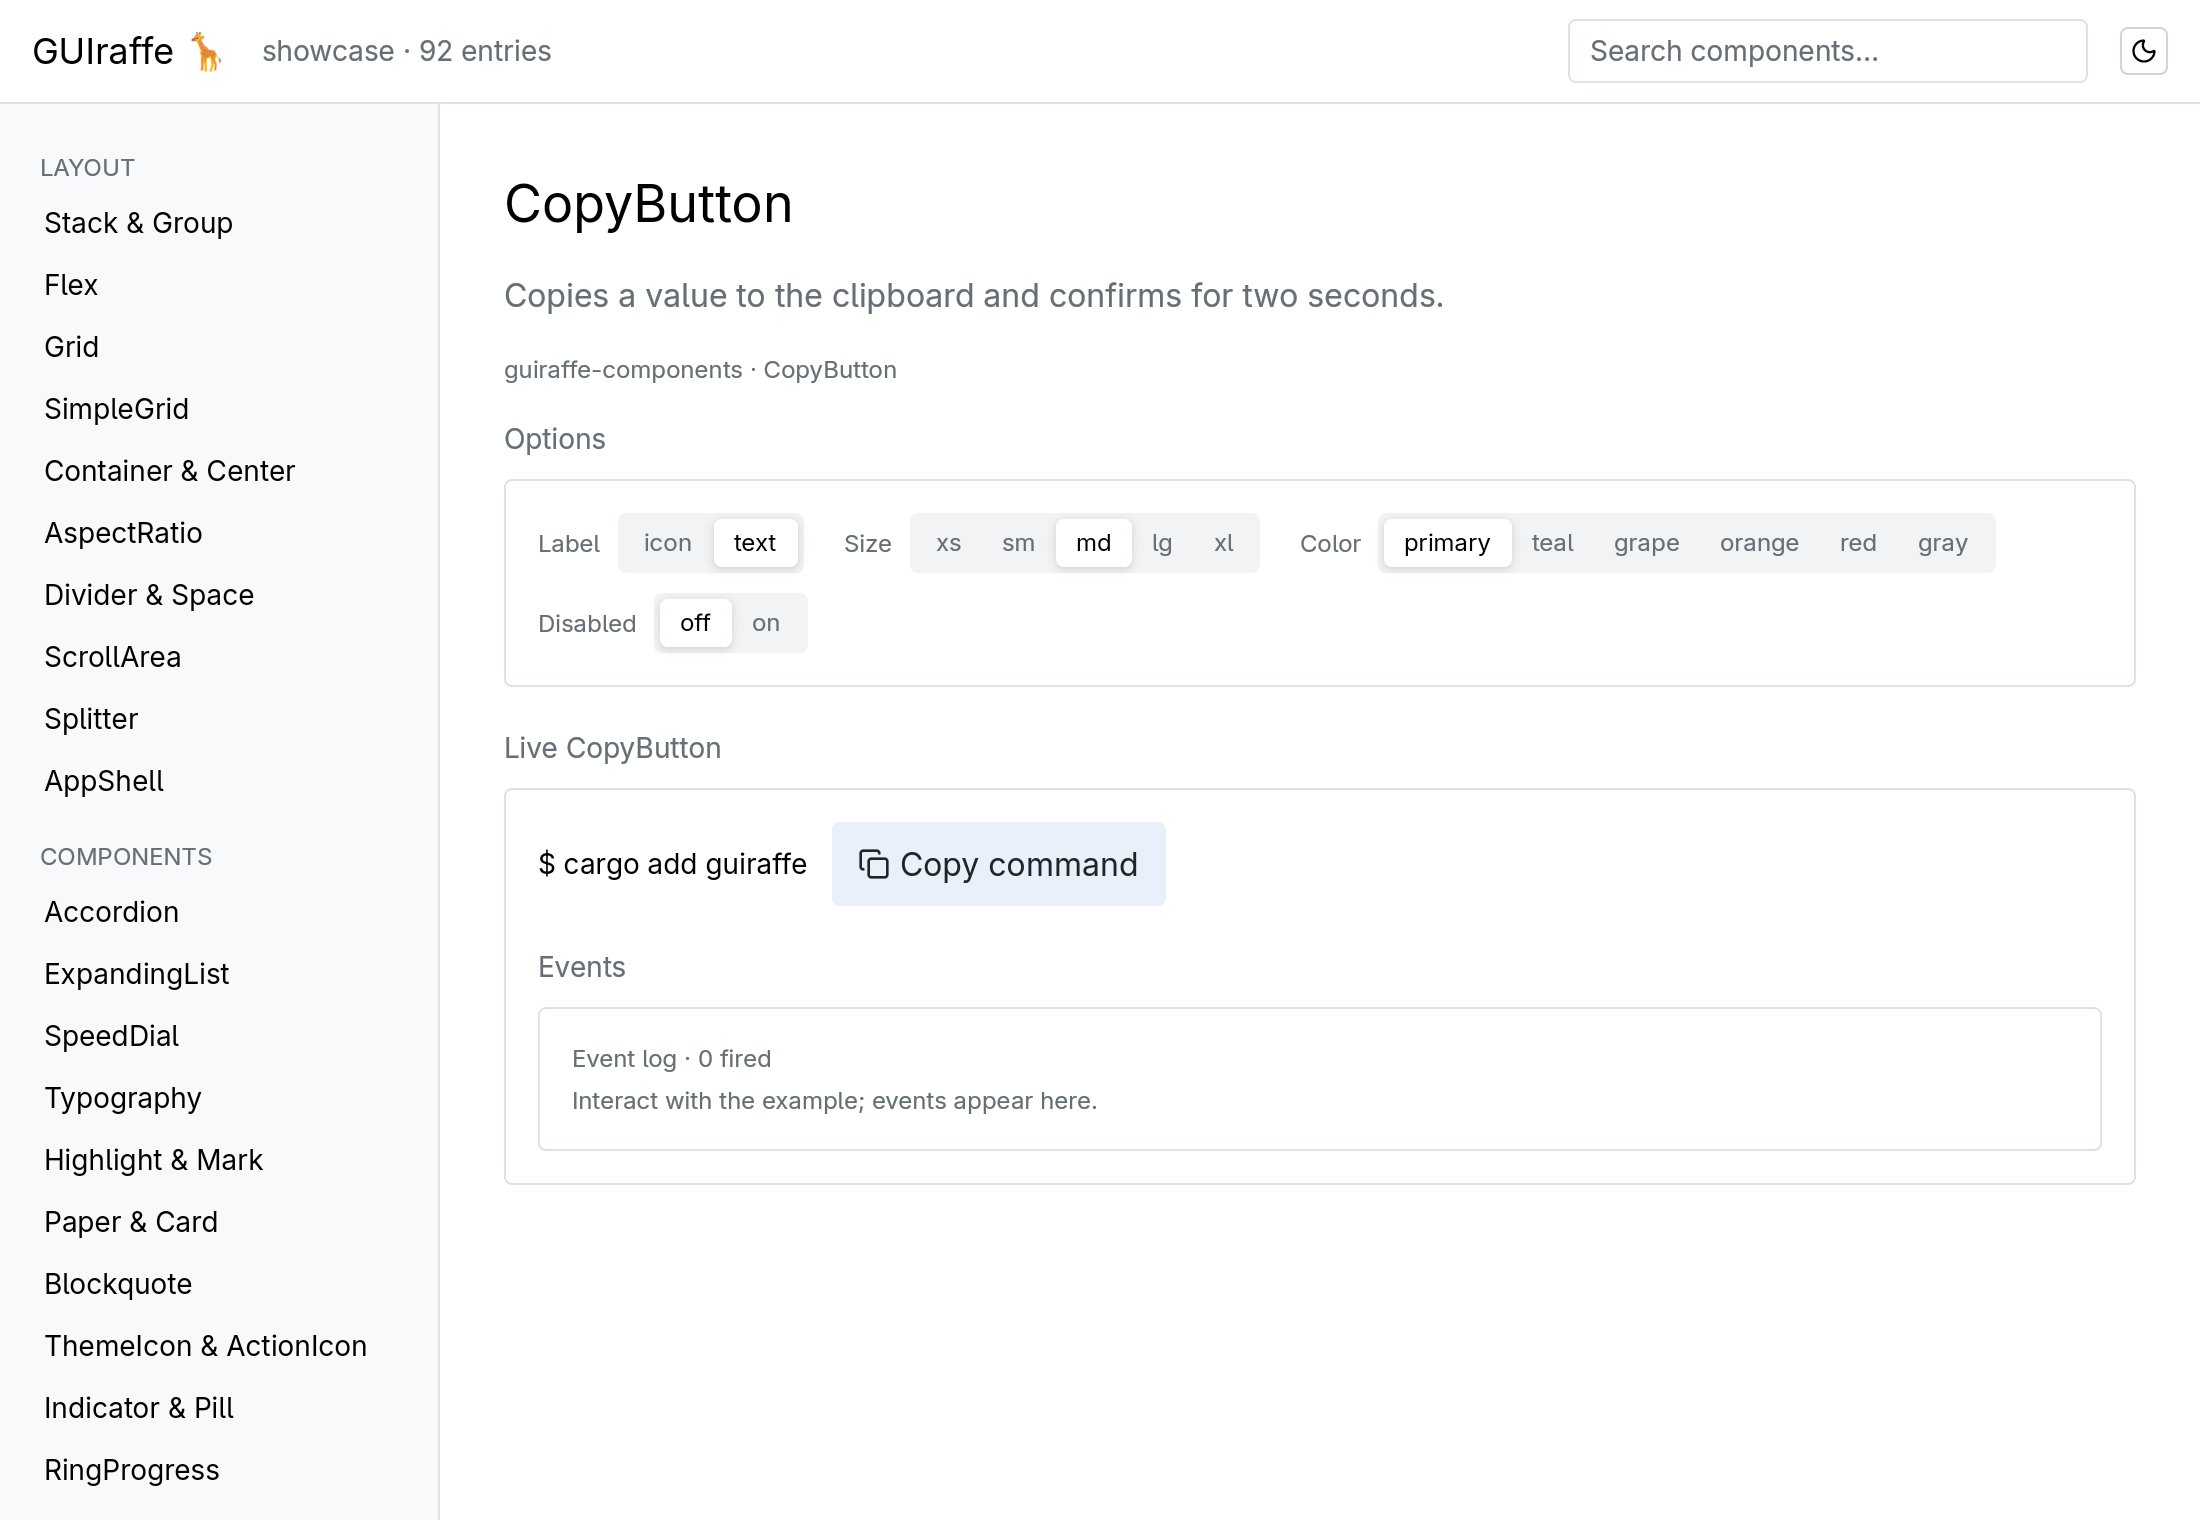 GUIraffe 🦒 showcase · 92 entries
Search components...
LAYOUT
Stack & Group
Flex
Grid
SimpleGrid
Container & Center
AspectRatio
Divider & Space
ScrollArea
Splitter
AppShell
COMPONENTS
Accordion
ExpandingList
SpeedDial
Typography
Highlight & Mark
Paper & Card
Blockquote
ThemeIcon & ActionIcon
Indicator & Pill
RingProgress
CopyButton
Copies a value to the clipboard and confirms for two seconds.
guiraffe-components · CopyButton
Options
Label icon text Size xs sm md lg xl Color primary teal grape orange red gray
Disabled off on
Live CopyButton
$ cargo add guiraffe Copy command
Events
Event log · 0 fired
Interact with the example; events appear here.